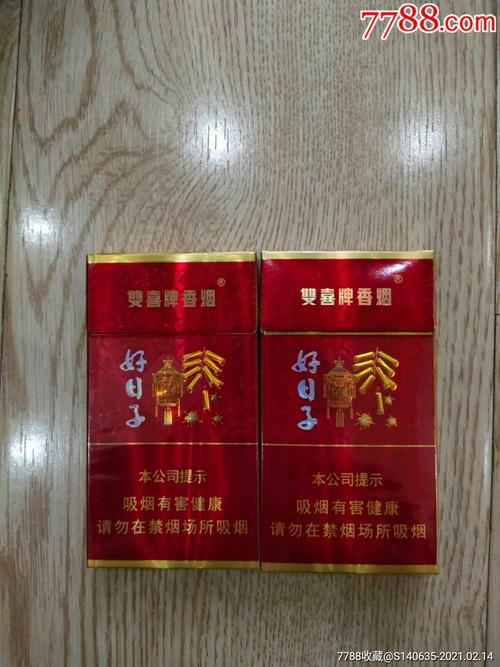 7788.com
雙喜牌香烟®
好日子
本公司提示
吸烟有害健康
请勿在禁烟场所吸烟
雙喜牌香烟®
好日子
本公司提示
吸烟有害健康
请勿在禁烟场所吸烟
7788收藏@S140635-2021.02.14